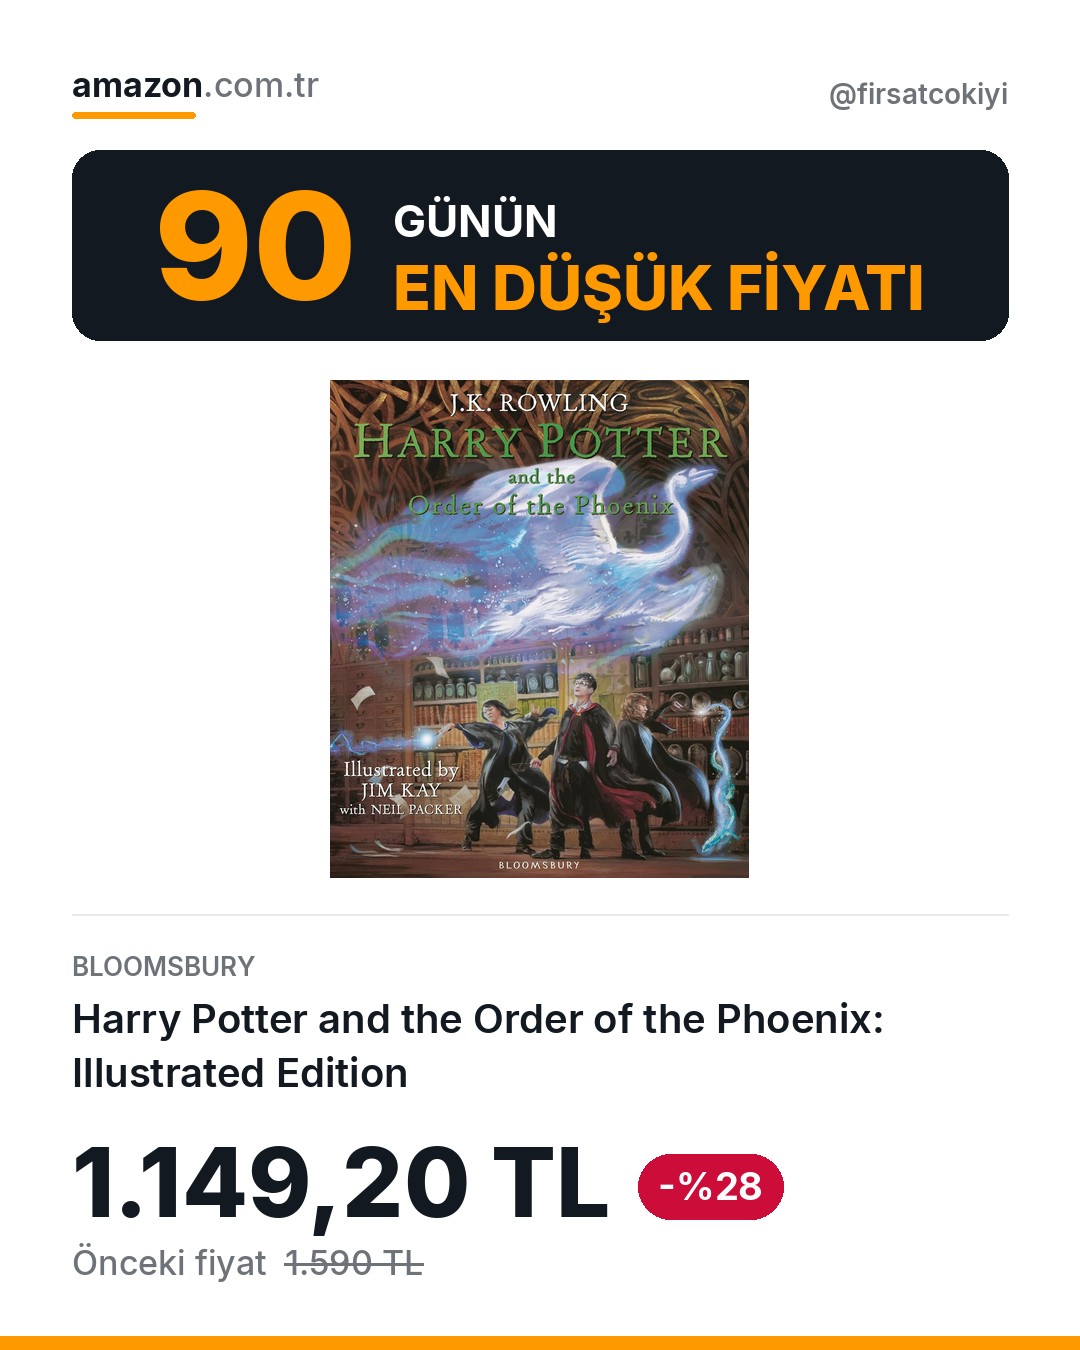 amazon.com.tr
@firsatcokiyi
90
GÜNÜN
EN DÜŞÜK FİYATI
J.K. ROWLING
HARRY POTTER
and the
Order of the Phoenix
Illustrated by
JIM KAY
with NEIL PACKER
BLOOMSBURY
BLOOMSBURY
Harry Potter and the Order of the Phoenix:
Illustrated Edition
1.149,20 TL
-%28
Önceki fiyat 1.590 TL